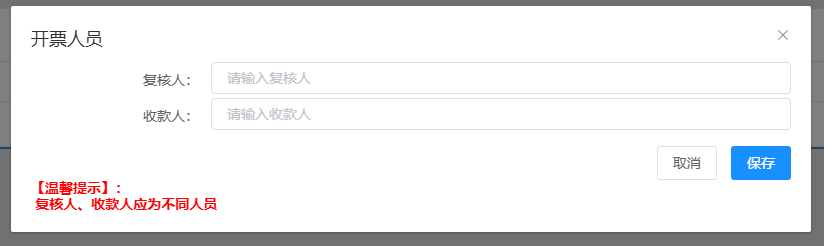 开票人员
复核人：
请输入复核人
收款人：
请输入收款人
取消
保存
【温馨提示】：
复核人、收款人应为不同人员